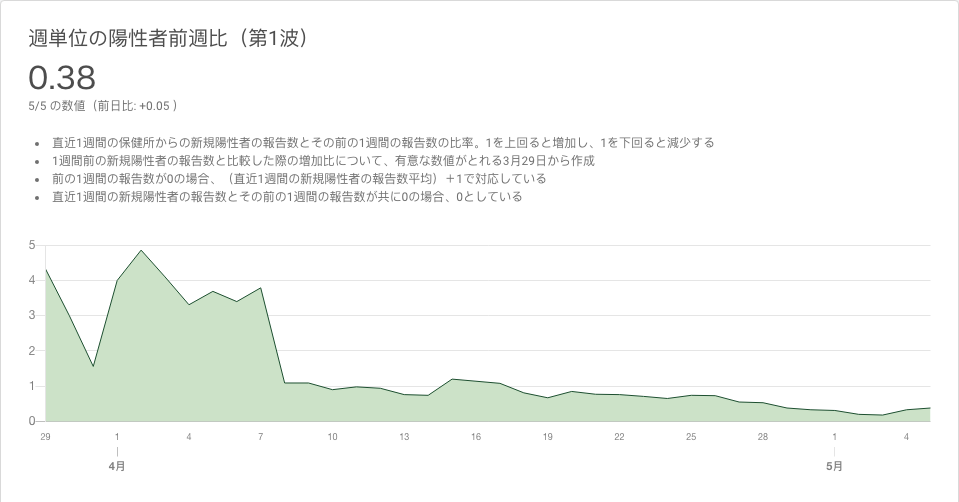 週単位の陽性者前週比（第1波）
0.38
5/5 の数値（前日比: +0.05 ）
• 直近1週間の保健所からの新規陽性者の報告数とその前の1週間の報告数の比率。1を上回ると増加し、1を下回ると減少する
• 1週間前の新規陽性者の報告数と比較した際の増加比について、有意な数値がとれる3月29日から作成
• 前の1週間の報告数が0の場合、（直近1週間の新規陽性者の報告数平均）＋1で対応している
• 直近1週間の新規陽性者の報告数とその前の1週間の報告数が共に0の場合、0としている
5
4
3
2
1
0
29 1 4 7 10 13 16 19 22 25 28 1 4
4月 5月